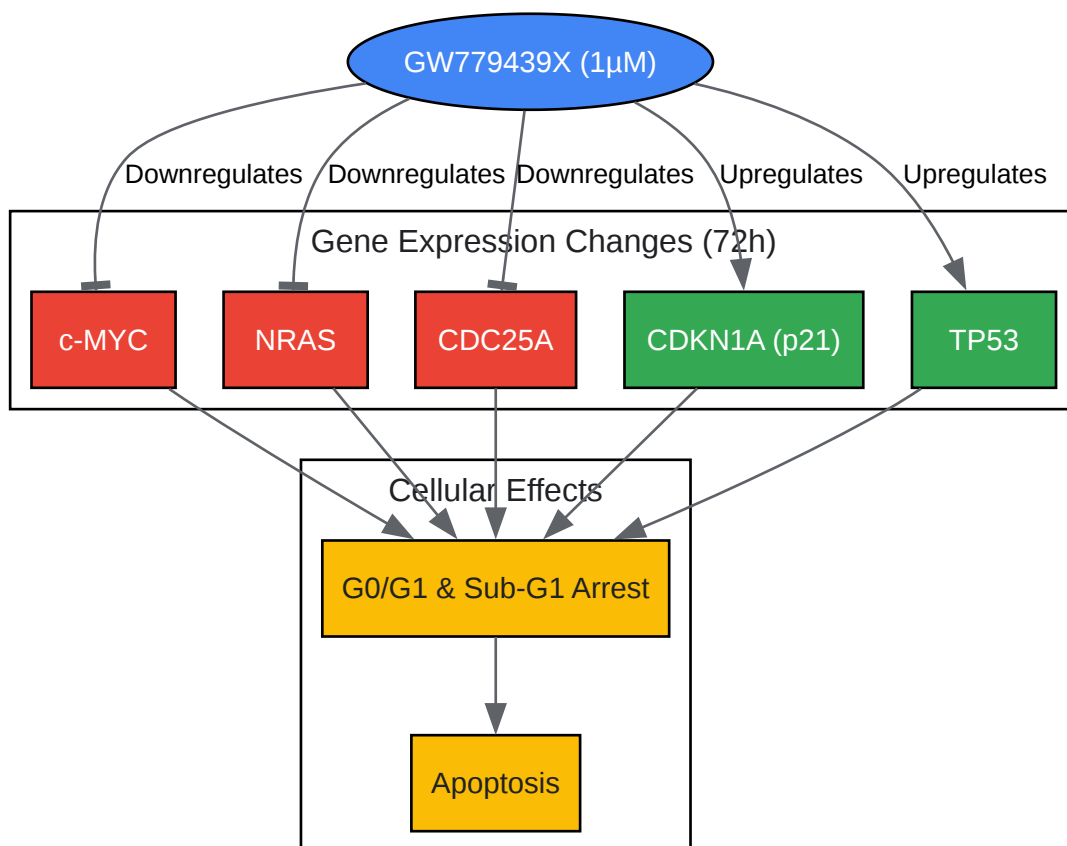 GW779439X (1µM)
Downregulates
Downregulates
Downregulates
Upregulates
Upregulates
Gene Expression Changes (72h)
c-MYC
NRAS
CDC25A
CDKN1A (p21)
TP53
Cellular Effects
G0/G1 & Sub-G1 Arrest
Apoptosis